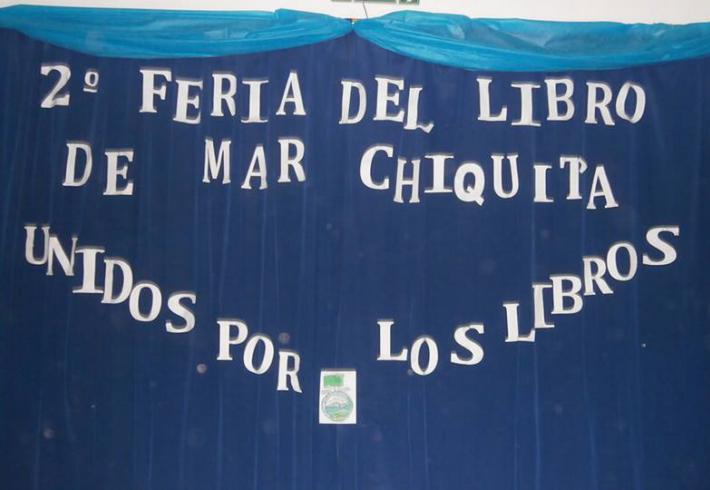 2º FERIA DEL LIBRO
DE MAR CHIQUITA
UNIDOS POR LOS LIBROS